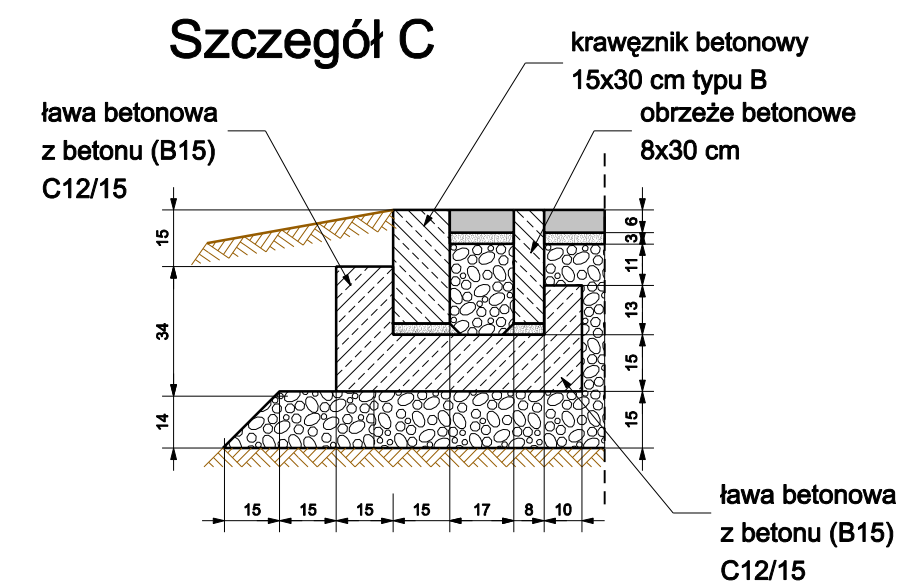 Szczegół C
krawęznik betonowy
15x30 cm typu B
obrzeże betonowe
8x30 cm
ława betonowa
z betonu (B15)
C12/15
15
34
14
6
3
11
13
15
15
15
15
15
15
17
8
10
ława betonowa
z betonu (B15)
C12/15